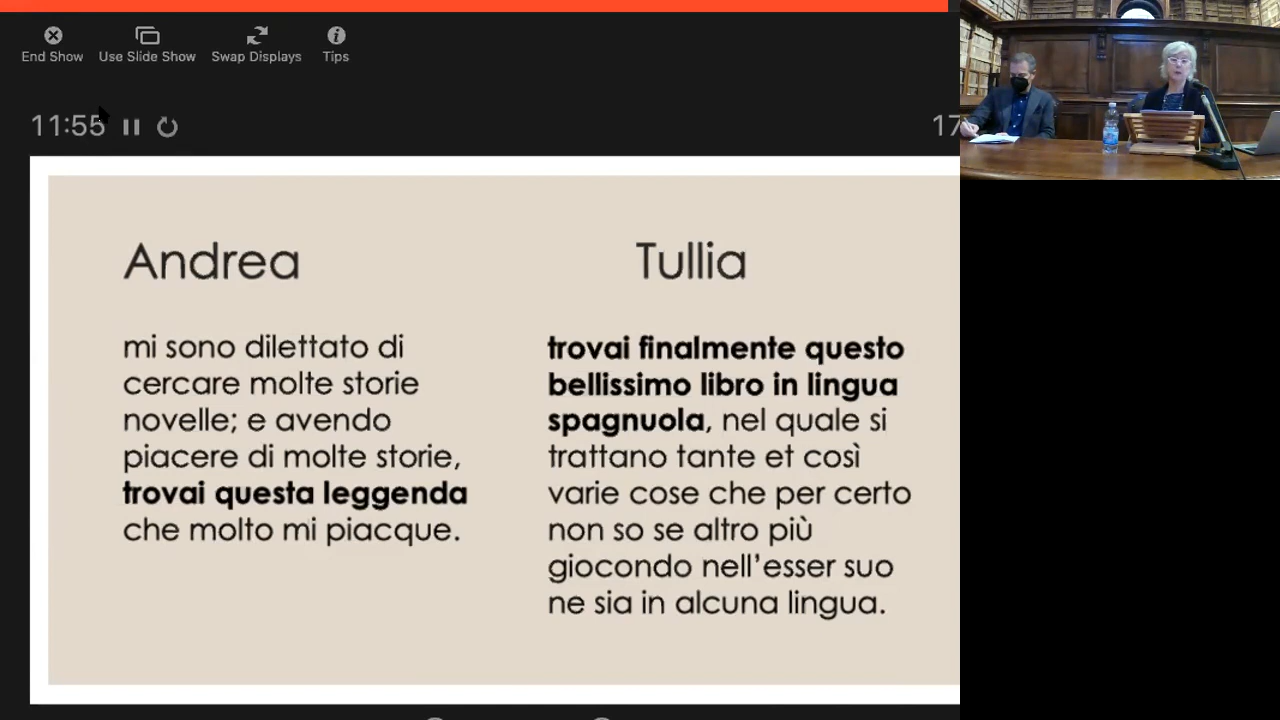 End Show
Use Slide Show
Swap Displays
Tips
11:55
17
Andrea
mi sono dilettato di
cercare molte storie
novelle; e avendo
piacere di molte storie,
trovai questa leggenda
che molto mi piacque.
Tullia
trovai finalmente questo
bellissimo libro in lingua
spagnuola, nel quale si
trattano tante et così
varie cose che per certo
non so se altro più
giocondo nell'esser suo
ne sia in alcuna lingua.